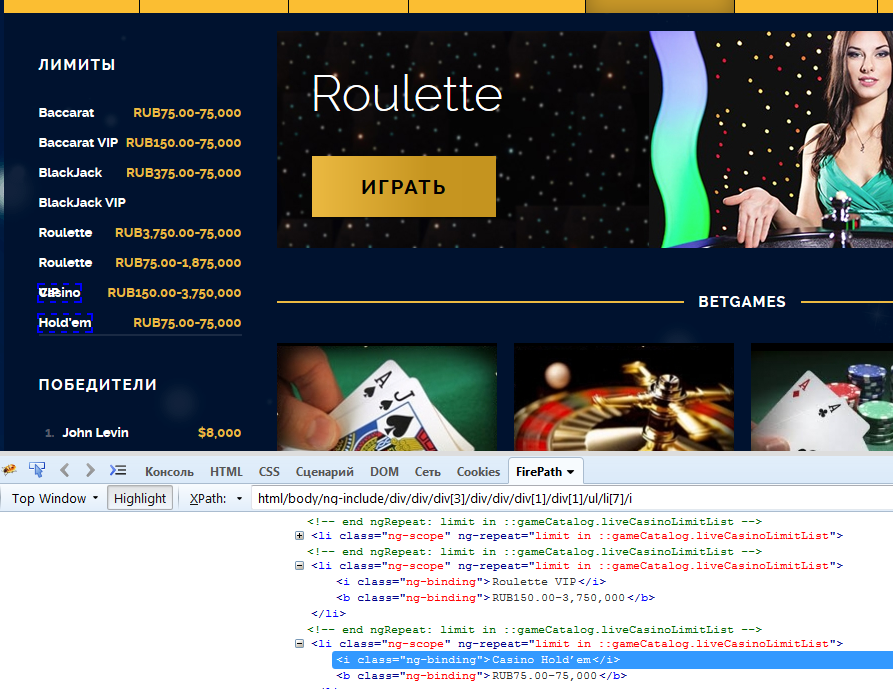 ЛИМИТЫ
Baccarat RUB75.00-75,000
Baccarat VIP RUB150.00-75,000
BlackJack RUB375.00-75,000
BlackJack VIP
Roulette RUB3,750.00-75,000
Roulette RUB75.00-1,875,000
VIP Casino RUB150.00-3,750,000
Hold'em RUB75.00-75,000
ПОБЕДИТЕЛИ
1. John Levin $8,000
Roulette
ИГРАТЬ
BETGAMES
Консоль HTML CSS Сценарий DOM Сеть Cookies FirePath
Top Window Highlight XPath: html/body/ng-include/div/div/div[3]/div/div/div[1]/div[1]/ul/li[7]/i
<!-- end ngRepeat: limit in ::gameCatalog.liveCasinoLimitList -->
<li class="ng-scope" ng-repeat="limit in ::gameCatalog.liveCasinoLimitList">
<!-- end ngRepeat: limit in ::gameCatalog.liveCasinoLimitList -->
<li class="ng-scope" ng-repeat="limit in ::gameCatalog.liveCasinoLimitList">
<i class="ng-binding">Roulette VIP</i>
<b class="ng-binding">RUB150.00-3,750,000</b>
</li>
<!-- end ngRepeat: limit in ::gameCatalog.liveCasinoLimitList -->
<li class="ng-scope" ng-repeat="limit in ::gameCatalog.liveCasinoLimitList">
<i class="ng-binding">Casino Hold’em</i>
<b class="ng-binding">RUB75.00-75,000</b>